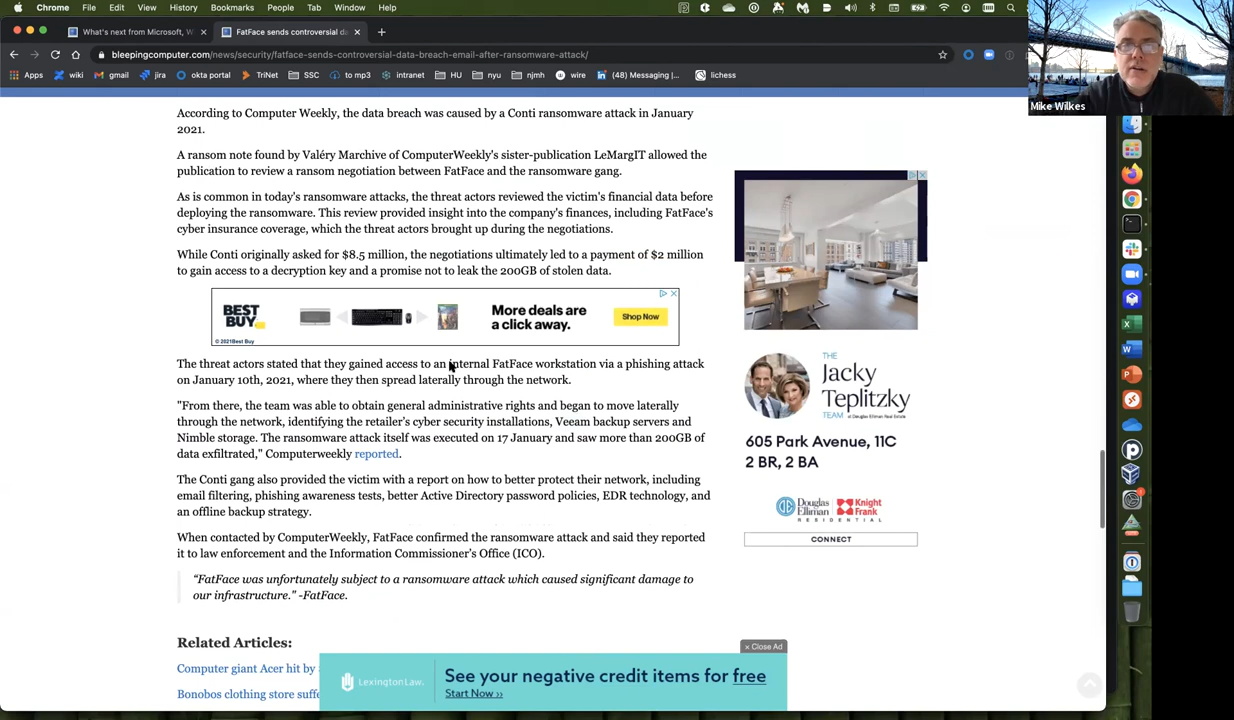 Chrome File Edit View History Bookmarks People Tab Window Help
What's next from Microsoft, W
FatFace sends controversial da
bleepingcomputer.com/news/security/fatface-sends-controversial-data-breach-email-after-ransomware-attack/
Apps wiki gmail jira okta portal TriNet SSC to mp3 intranet HU nyu njmh wire (48) Messaging |... lichess
Mike Wilkes
According to Computer Weekly, the data breach was caused by a Conti ransomware attack in January
2021.
A ransom note found by Valéry Marchive of ComputerWeekly's sister-publication LeMargIT allowed the
publication to review a ransom negotiation between FatFace and the ransomware gang.
As is common in today's ransomware attacks, the threat actors reviewed the victim's financial data before
deploying the ransomware. This review provided insight into the company's finances, including FatFace's
cyber insurance coverage, which the threat actors brought up during the negotiations.
While Conti originally asked for $8.5 million, the negotiations ultimately led to a payment of $2 million
to gain access to a decryption key and a promise not to leak the 200GB of stolen data.
BEST
BUY
More deals are
a click away.
Shop Now
© 2021 Best Buy
The threat actors stated that they gained access to an internal FatFace workstation via a phishing attack
on January 10th, 2021, where they then spread laterally through the network.
"From there, the team was able to obtain general administrative rights and began to move laterally
through the network, identifying the retailer's cyber security installations, Veeam backup servers and
Nimble storage. The ransomware attack itself was executed on 17 January and saw more than 200GB of
data exfiltrated," Computerweekly reported.
The Conti gang also provided the victim with a report on how to better protect their network, including
email filtering, phishing awareness tests, better Active Directory password policies, EDR technology, and
an offline backup strategy.
When contacted by ComputerWeekly, FatFace confirmed the ransomware attack and said they reported
it to law enforcement and the Information Commissioner's Office (ICO).
“FatFace was unfortunately subject to a ransomware attack which caused significant damage to
our infrastructure." -FatFace.
Related Articles:
Computer giant Acer hit by
Bonobos clothing store suffe
THE
Jacky
Teplitzky
TEAM
at Douglas Elliman Real Estate
605 Park Avenue, 11C
2 BR, 2 BA
Douglas
Elliman
Knight
Frank
RESIDENTIAL
CONNECT
× Close Ad
LEXINGTONLAW
See your negative credit items for free
Start Now >>